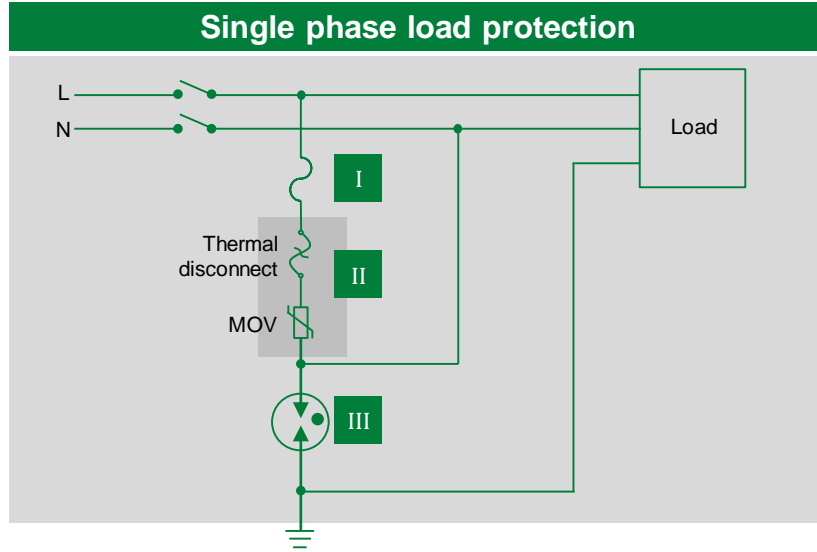 Single phase load protection
L
N
Load
I
Thermal
disconnect
II
MOV
III